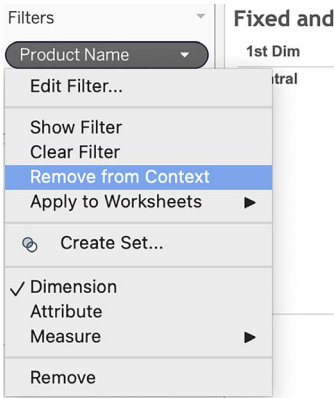 Filters
Fixed and
Product Name
1st Dim
tral
Edit Filter...
Show Filter
Clear Filter
Remove from Context
Apply to Worksheets
Create Set...
Dimension
Attribute
Measure
Remove